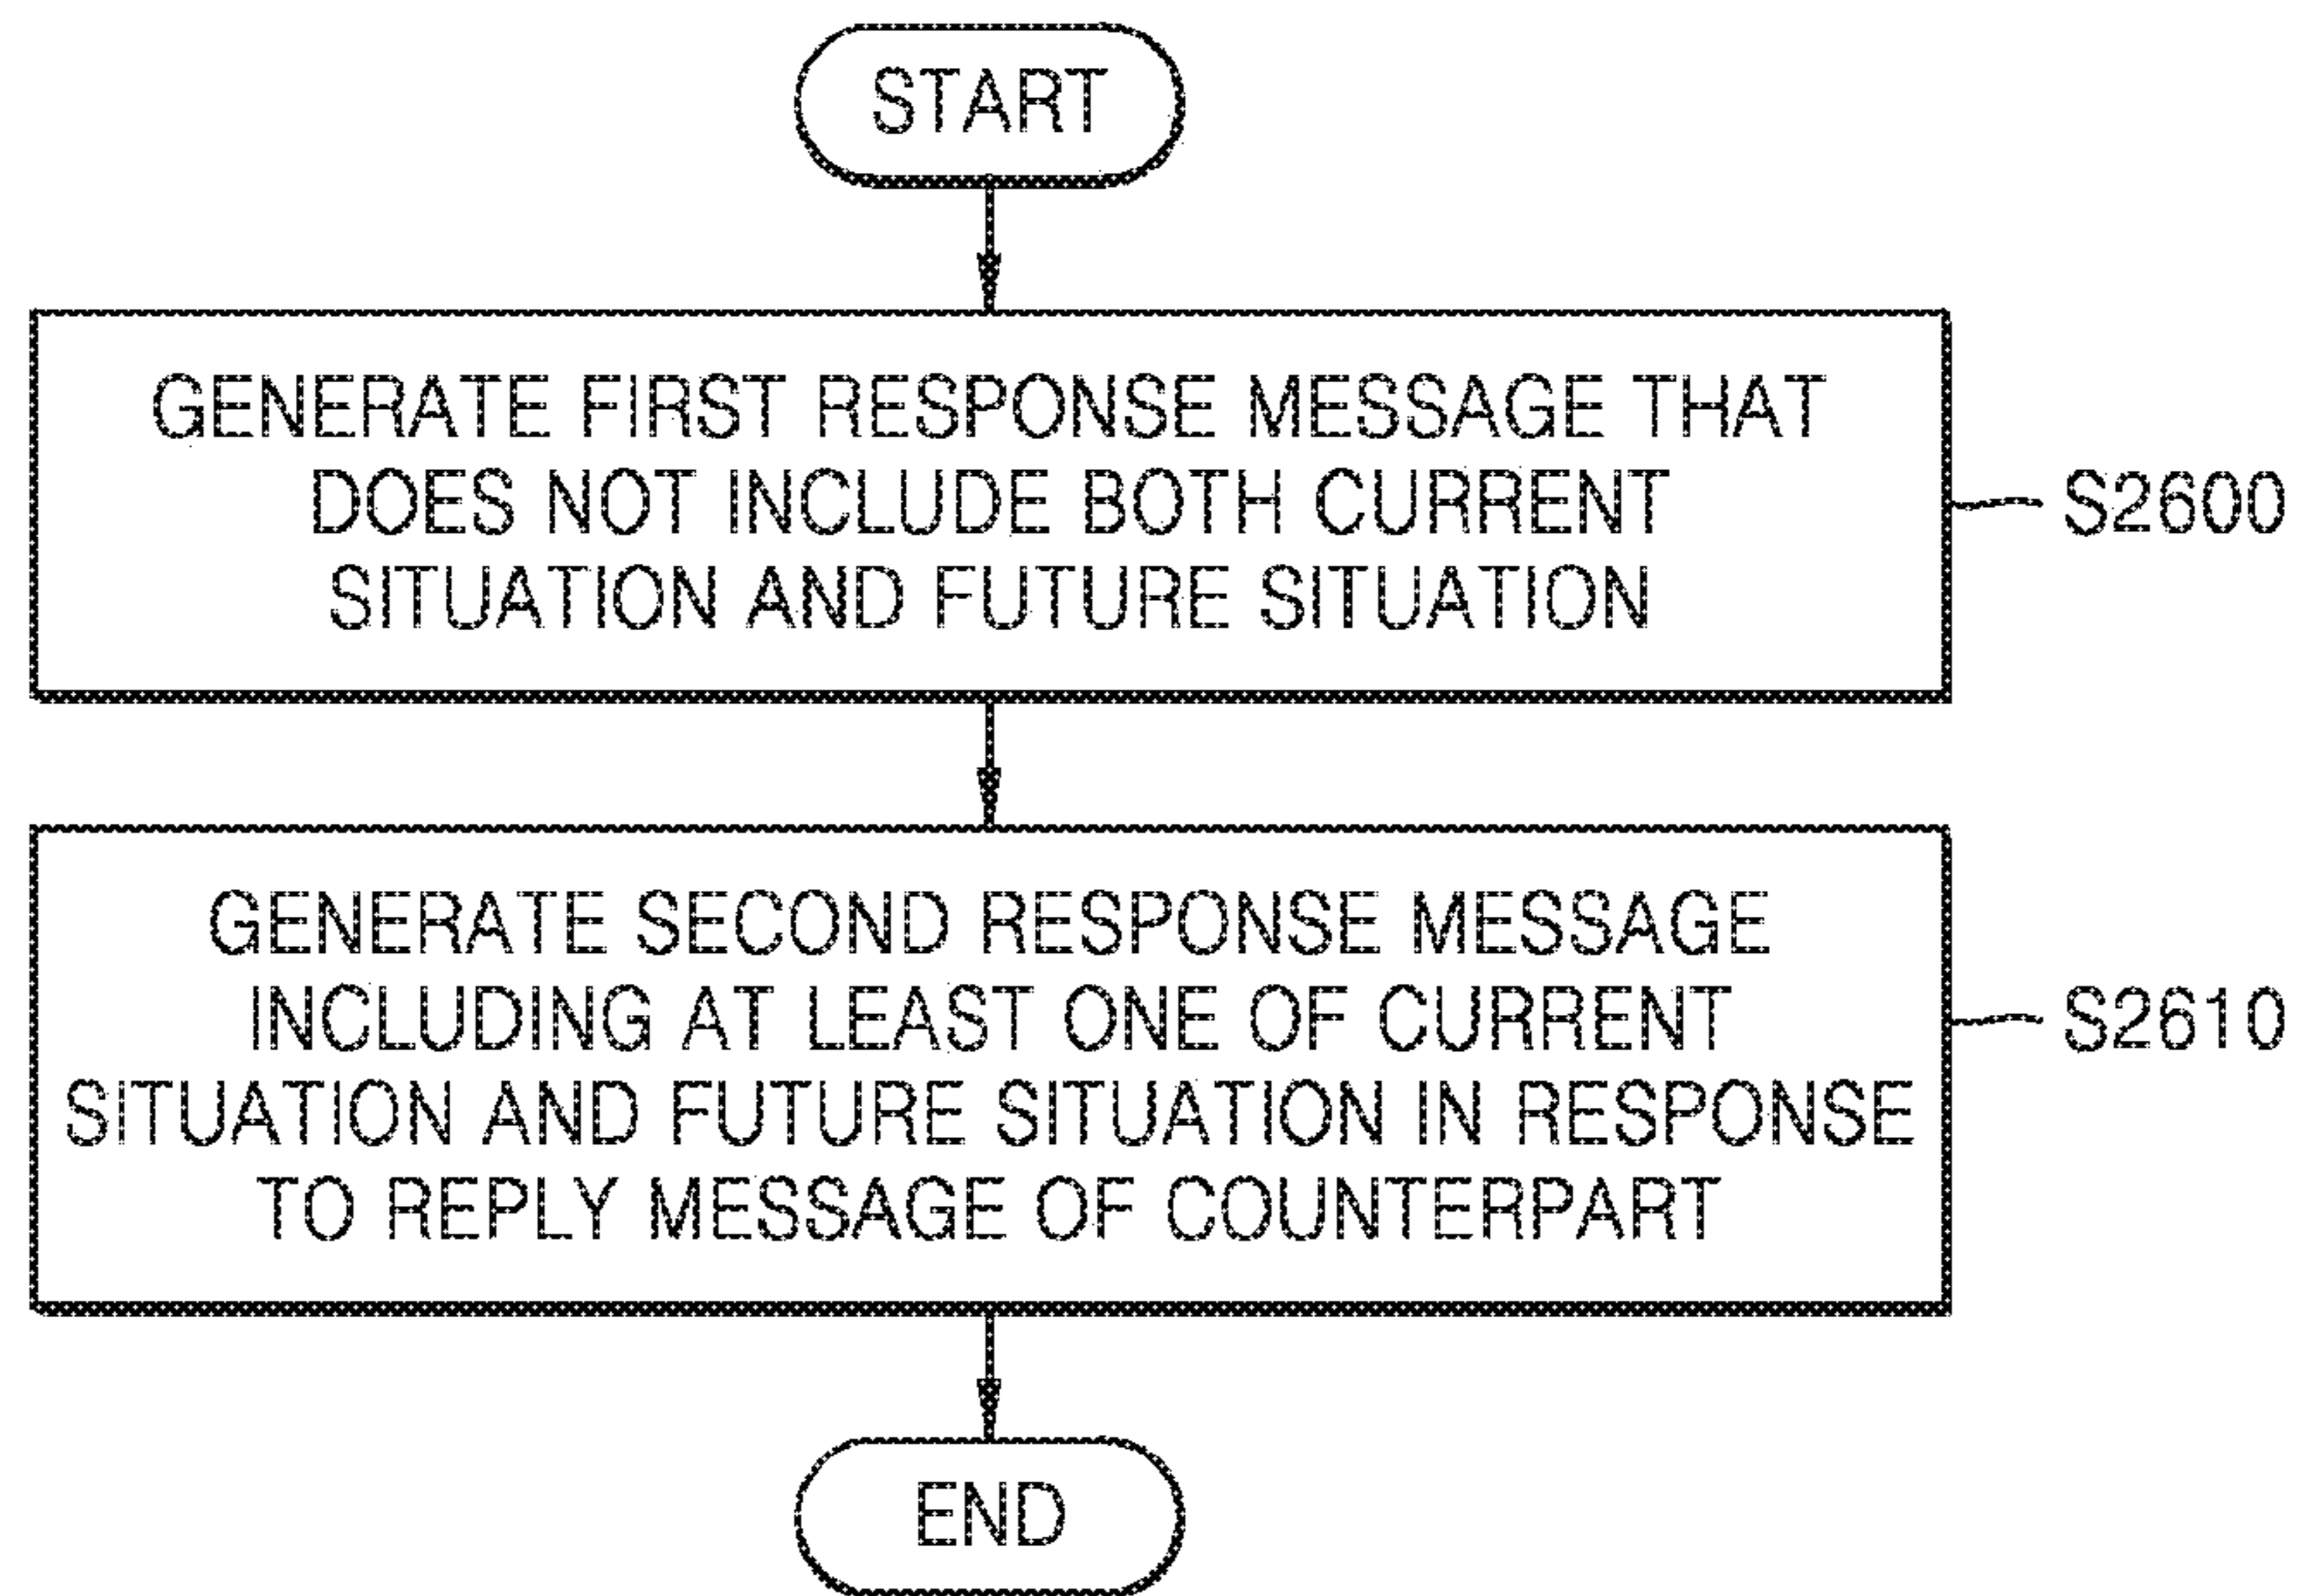 START
GENERATE FIRST RESPONSE MESSAGE THAT
DOES NOT INCLUDE BOTH CURRENT
SITUATION AND FUTURE SITUATION
S2600
GENERATE SECOND RESPONSE MESSAGE
INCLUDING AT LEAST ONE OF CURRENT
SITUATION AND FUTURE SITUATION IN RESPONSE
TO REPLY MESSAGE OF COUNTERPART
S2610
END